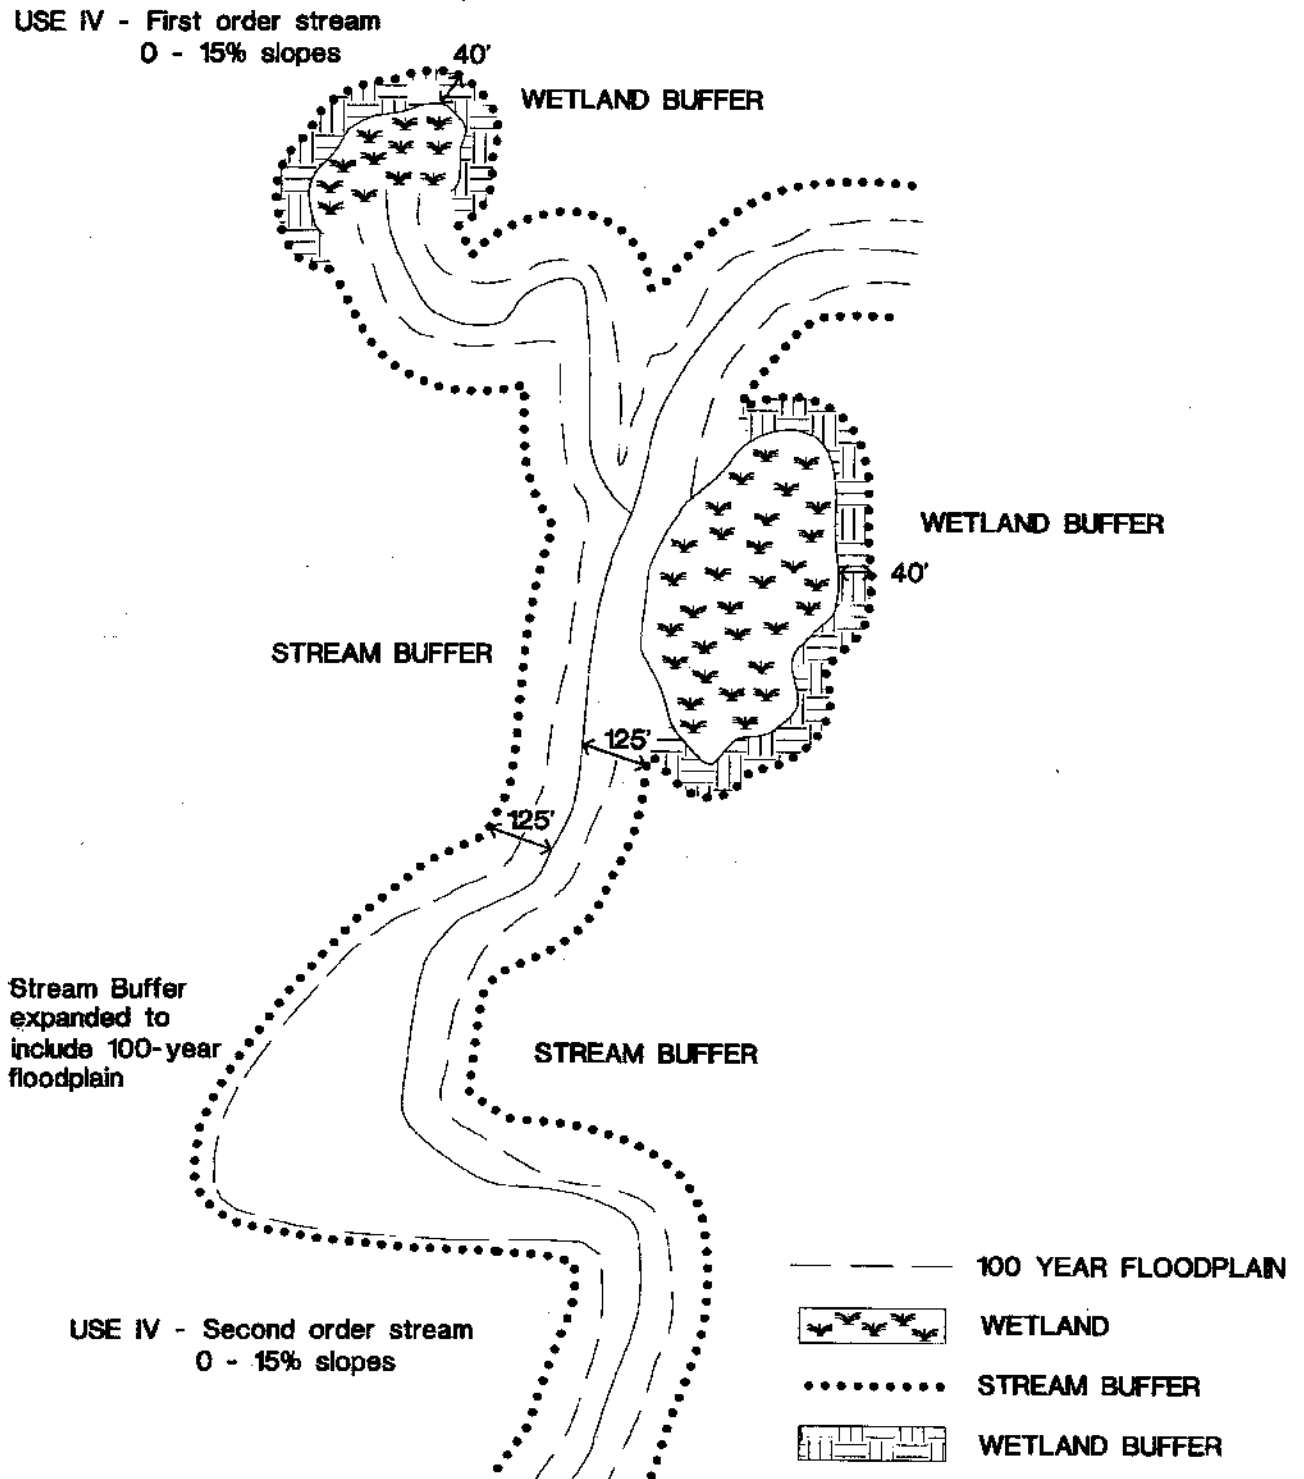 USE IV - First order stream
0 - 15% slopes
40'
WETLAND BUFFER
WETLAND BUFFER
40'
STREAM BUFFER
125'
125'
Stream Buffer
expanded to
include 100-year
floodplain
STREAM BUFFER
USE IV - Second order stream
0 - 15% slopes
100 YEAR FLOODPLAIN
WETLAND
STREAM BUFFER
WETLAND BUFFER